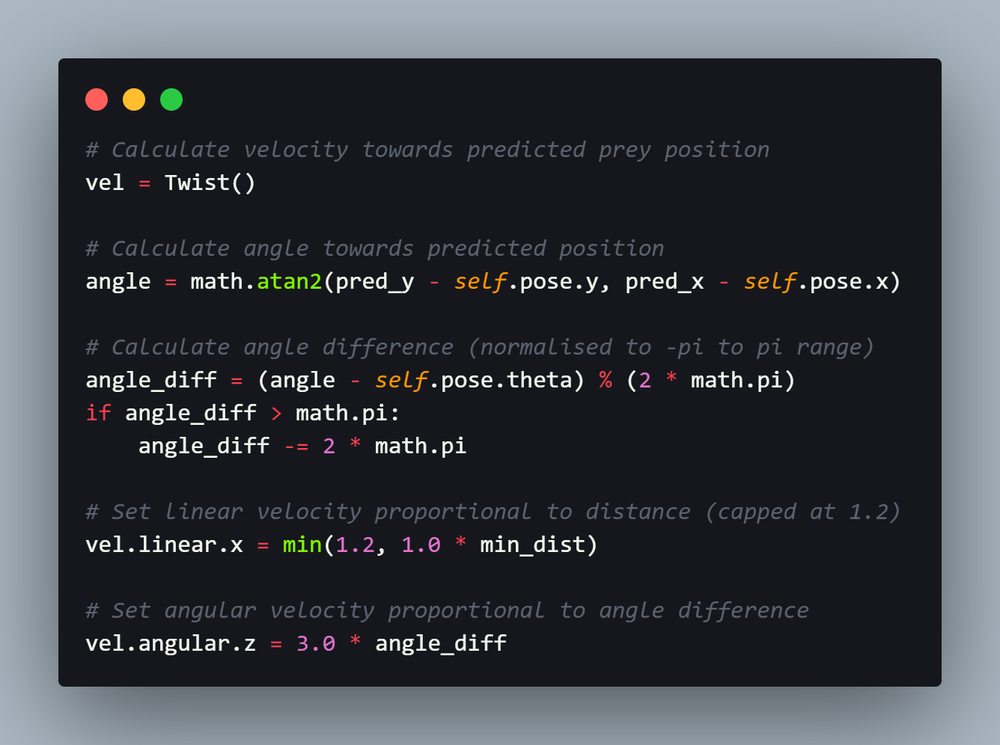 # Calculate velocity towards predicted prey position
vel = Twist()
# Calculate angle towards predicted position
angle = math.atan2(pred_y - self.pose.y, pred_x - self.pose.x)
# Calculate angle difference (normalised to -pi to pi range)
angle_diff = (angle - self.pose.theta) % (2 * math.pi)
if angle_diff > math.pi:
    angle_diff -= 2 * math.pi
# Set linear velocity proportional to distance (capped at 1.2)
vel.linear.x = min(1.2, 1.0 * min_dist)
# Set angular velocity proportional to angle difference
vel.angular.z = 3.0 * angle_diff